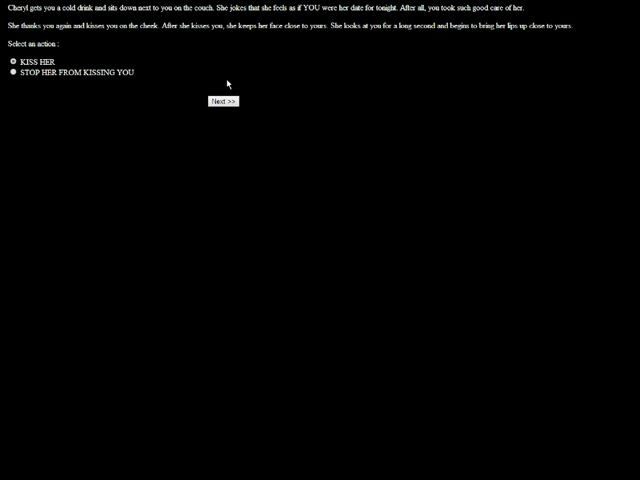 Cheryl gets you a cold drink and sits down next to you on the couch. She jokes that she feels as if YOU were her date for tonight. After all, you took such good care of her.
She thanks you again and kisses you on the cheek. After she kisses you, she keeps her face close to yours. She looks at you for a long second and begins to bring her lips up close to yours.
Select an action :
KISS HER
STOP HER FROM KISSING YOU
Next >>